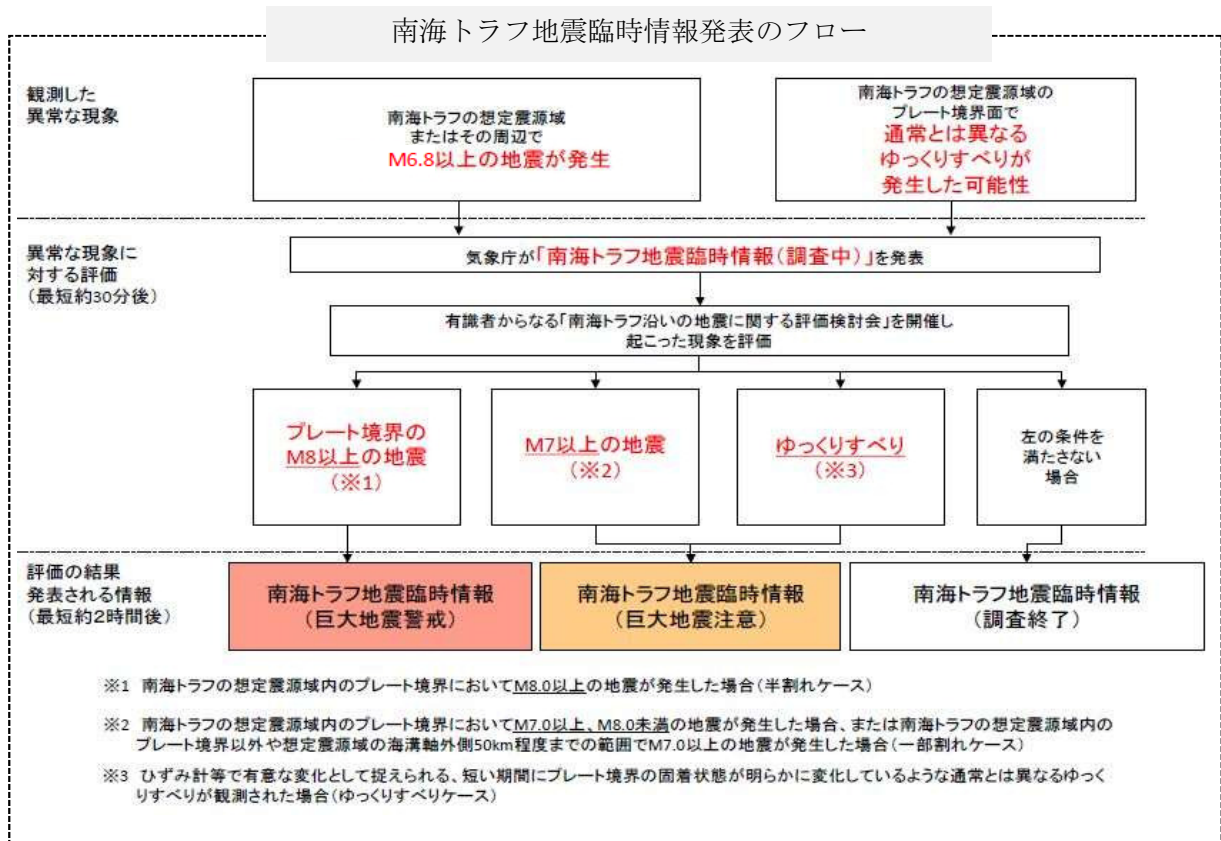 南海トラフ地震臨時情報発表のフロー
観測した
異常な現象
南海トラフの想定震源域
またはその周辺で
M6.8以上の地震が発生
南海トラフの想定震源域の
プレート境界面で
通常とは異なる
ゆっくりすべりが
発生した可能性
異常な現象に
対する評価
(最短約30分後)
気象庁が「南海トラフ地震臨時情報(調査中)」を発表
有識者からなる「南海トラフ沿いの地震に関する評価検討会」を開催し
起こった現象を評価
プレート境界の
M8以上の地震
(※1)
M7以上の地震
(※2)
ゆっくりすべり
(※3)
左の条件を
満たさない
場合
評価の結果
発表される情報
(最短約2時間後)
南海トラフ地震臨時情報
(巨大地震警戒)
南海トラフ地震臨時情報
(巨大地震注意)
南海トラフ地震臨時情報
(調査終了)
※1 南海トラフの想定震源域内のプレート境界においてM8.0以上の地震が発生した場合(半割れケース)
※2 南海トラフの想定震源域内のプレート境界においてM7.0以上、M8.0未満の地震が発生した場合、または南海トラフの想定震源域内の
プレート境界以外や想定震源域の海溝軸外側50km程度までの範囲でM7.0以上の地震が発生した場合(一部割れケース)
※3 ひずみ計等で有意な変化として捉えられる、短い期間にプレート境界の固着状態が明らかに変化しているような通常とは異なるゆっく
りすべりが観測された場合(ゆっくりすべりケース)